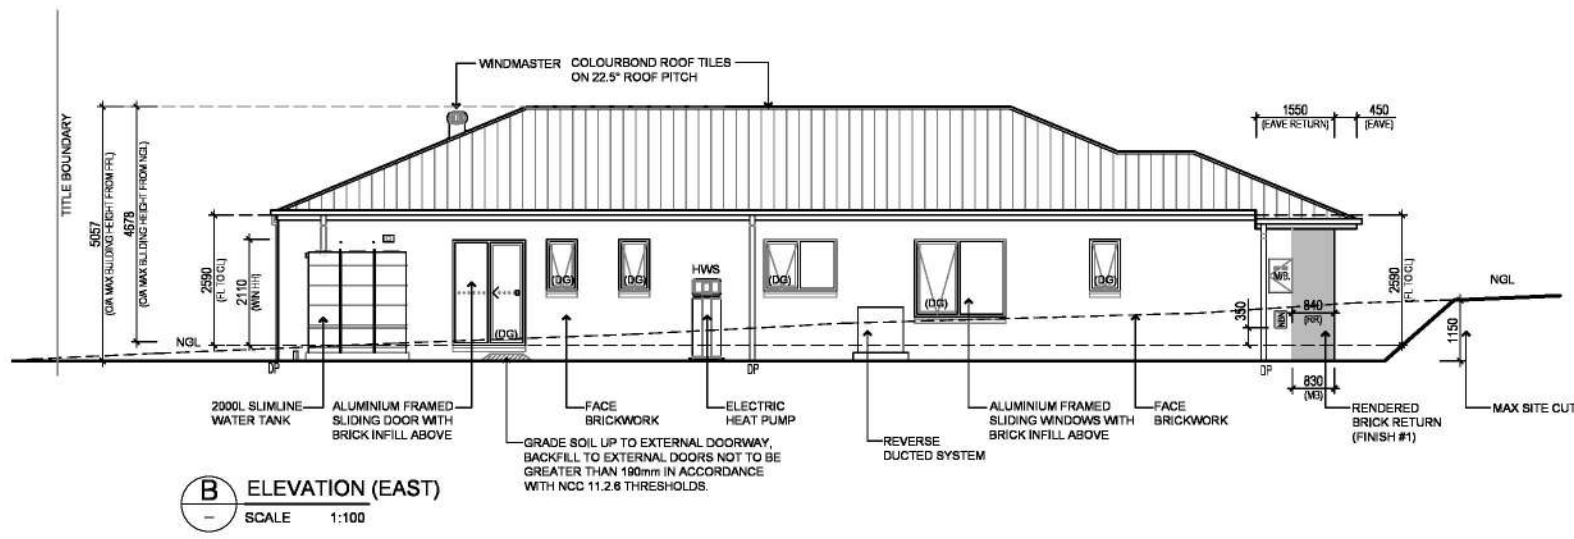 WINDMASTER
COLOURBOND ROOF TILES
ON 22.5° ROOF PITCH
1550
(EAVE RETURN)
450
(EAVE)
TITLE BOUNDARY
5057
(O/A MAX BUILDING HEIGHT FROM FFL)
4678
(O/A MAX BUILDING HEIGHT FROM NGL)
2590
(FL TO CL)
2110
(WIN HH)
NGL
(DG)
(DG)
(DG)
HWS
(DG)
(DG)
(DG)
MB
350
840
(RR)
2590
(FL TO CL)
NGL
1150
DP
DP
DP
830
(MB)
2000L SLIMLINE
WATER TANK
ALUMINIUM FRAMED
SLIDING DOOR WITH
BRICK INFILL ABOVE
FACE
BRICKWORK
ELECTRIC
HEAT PUMP
GRADE SOIL UP TO EXTERNAL DOORWAY,
BACKFILL TO EXTERNAL DOORS NOT TO BE
GREATER THAN 190mm IN ACCORDANCE
WITH NCC 11.2.6 THRESHOLDS.
REVERSE
DUCTED SYSTEM
ALUMINIUM FRAMED
SLIDING WINDOWS WITH
BRICK INFILL ABOVE
FACE
BRICKWORK
RENDERED
BRICK RETURN
(FINISH #1)
MAX SITE CUT
B
–
ELEVATION (EAST)
SCALE 1:100